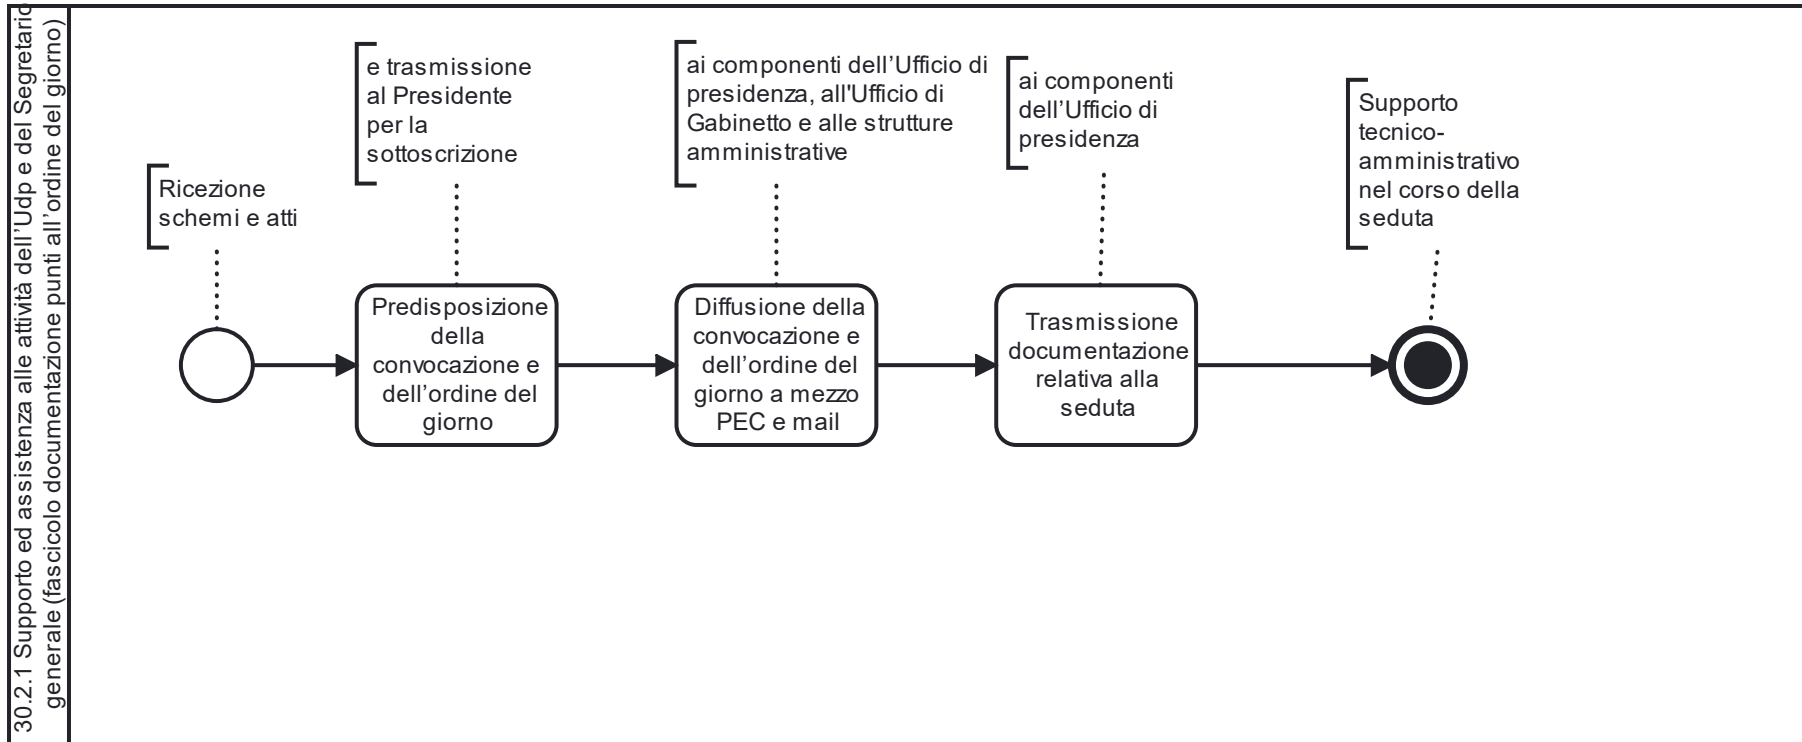 30.2.1 Supporto ed assistenza alle attività dell'Udp e del Segretario
generale (fascicolo documentazione punti all'ordine del giorno)
Ricezione
schemi e atti
e trasmissione
al Presidente
per la
sottoscrizione
ai componenti dell'Ufficio di
presidenza, all'Ufficio di
Gabinetto e alle strutture
amministrative
ai componenti
dell'Ufficio di
presidenza
Supporto
tecnico-
amministrativo
nel corso della
seduta
Predisposizione
della
convocazione e
dell'ordine del
giorno
Diffusione della
convocazione e
dell'ordine del
giorno a mezzo
PEC e mail
Trasmissione
documentazione
relativa alla
seduta